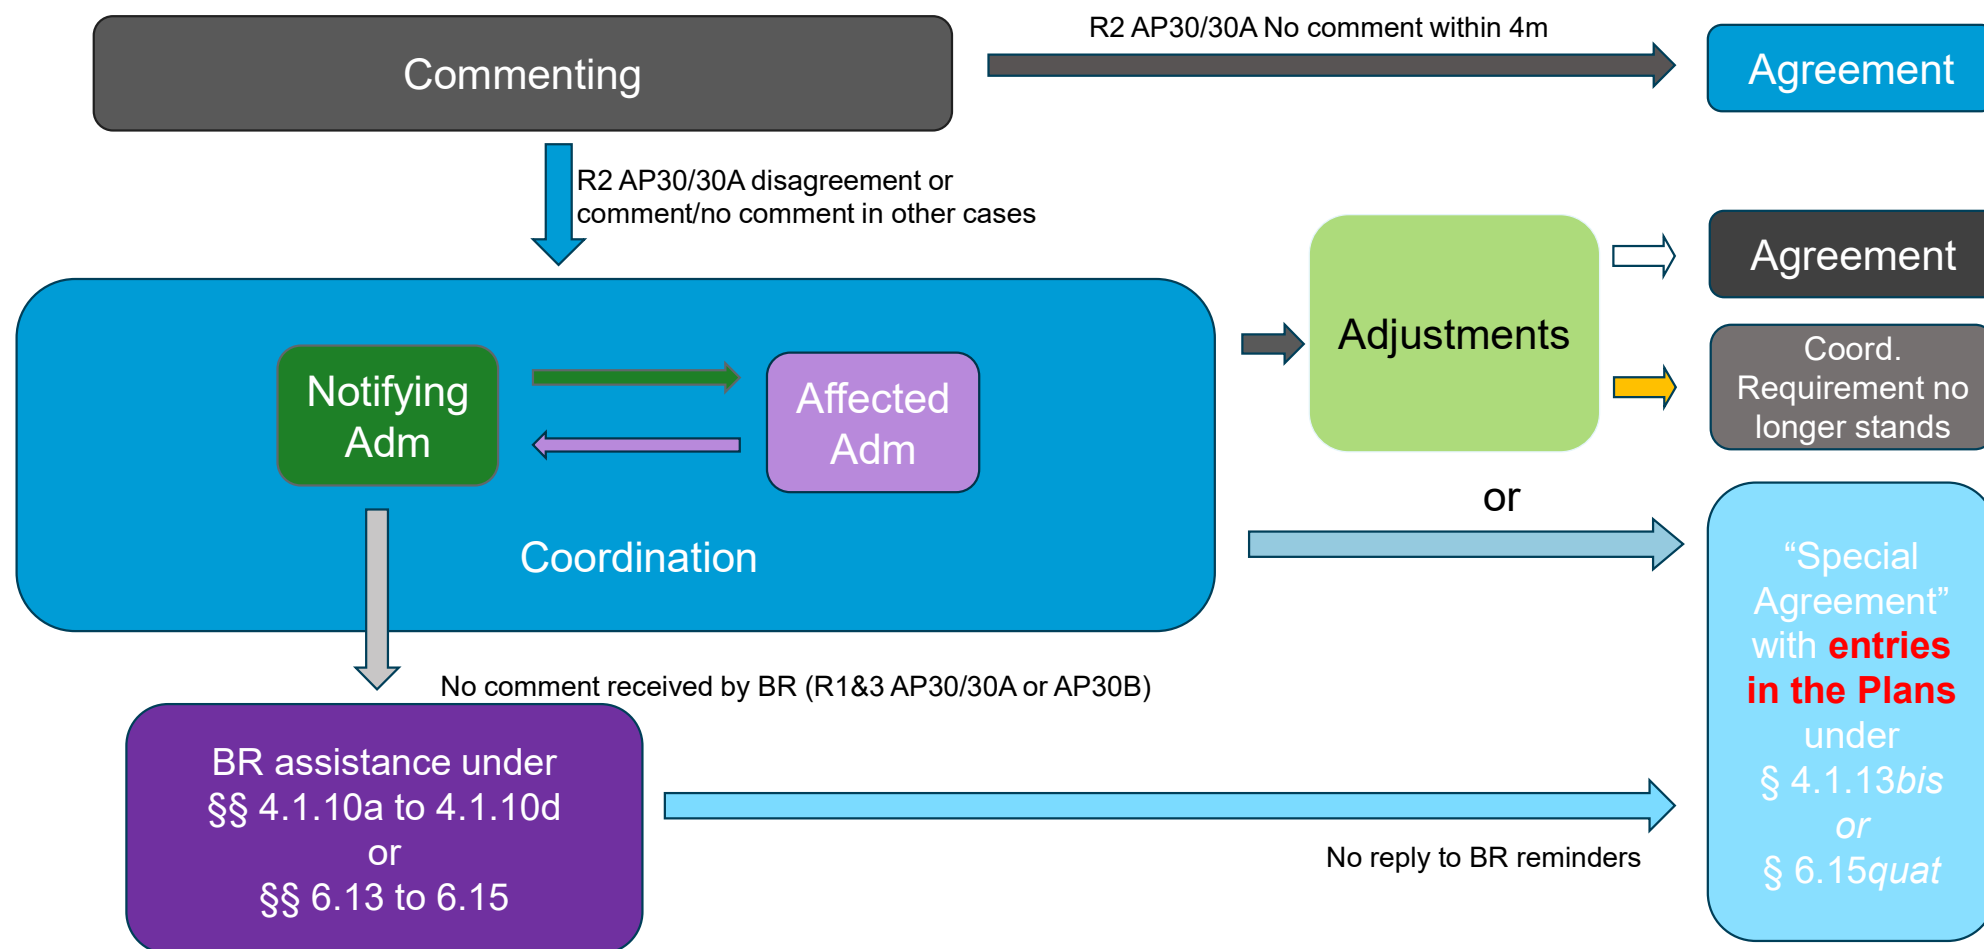 Commenting
R2 AP30/30A No comment within 4m
Agreement
R2 AP30/30A disagreement or
comment/no comment in other cases
Notifying
Adm
Affected
Adm
Coordination
Adjustments
Agreement
Coord.
Requirement no
longer stands
or
“Special
Agreement”
with entries
in the Plans
under
§ 4.1.13bis
or
§ 6.15quat
No comment received by BR (R1&3 AP30/30A or AP30B)
BR assistance under
§§ 4.1.10a to 4.1.10d
or
§§ 6.13 to 6.15
No reply to BR reminders